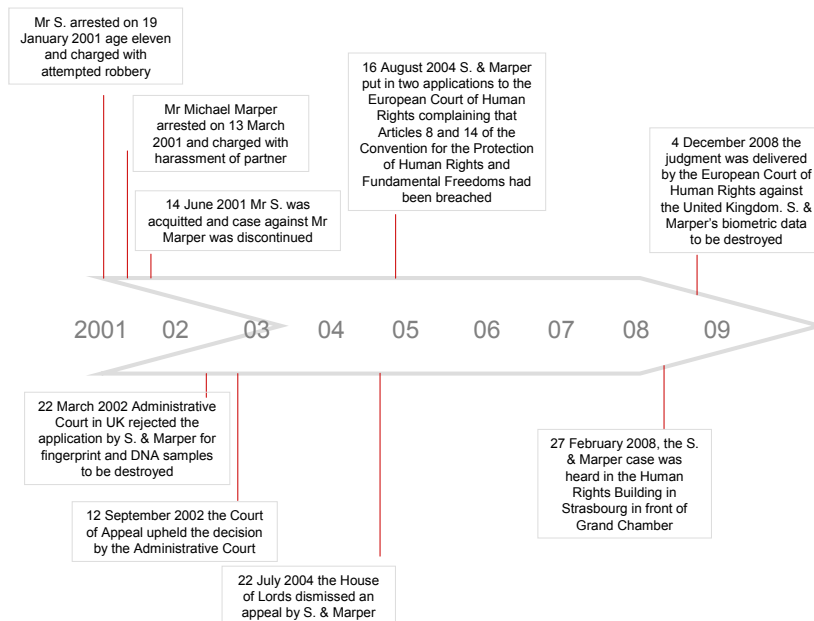 Mr S. arrested on 19
January 2001 age eleven
and charged with
attempted robbery
Mr Michael Marper
arrested on 13 March
2001 and charged with
harassment of partner
14 June 2001 Mr S. was
acquitted and case against Mr
Marper was discontinued
16 August 2004 S. & Marper
put in two applications to the
European Court of Human
Rights complaining that
Articles 8 and 14 of the
Convention for the Protection
of Human Rights and
Fundamental Freedoms had
been breached
4 December 2008 the
judgment was delivered
by the European Court of
Human Rights against
the United Kingdom. S. &
Marper's biometric data
to be destroyed
2001 02 03 04 05 06 07 08 09
22 March 2002 Administrative
Court in UK rejected the
application by S. & Marper for
fingerprint and DNA samples
to be destroyed
12 September 2002 the Court
of Appeal upheld the decision
by the Administrative Court
22 July 2004 the House
of Lords dismissed an
appeal by S. & Marper
27 February 2008, the S.
& Marper case was
heard in the Human
Rights Building in
Strasbourg in front of
Grand Chamber